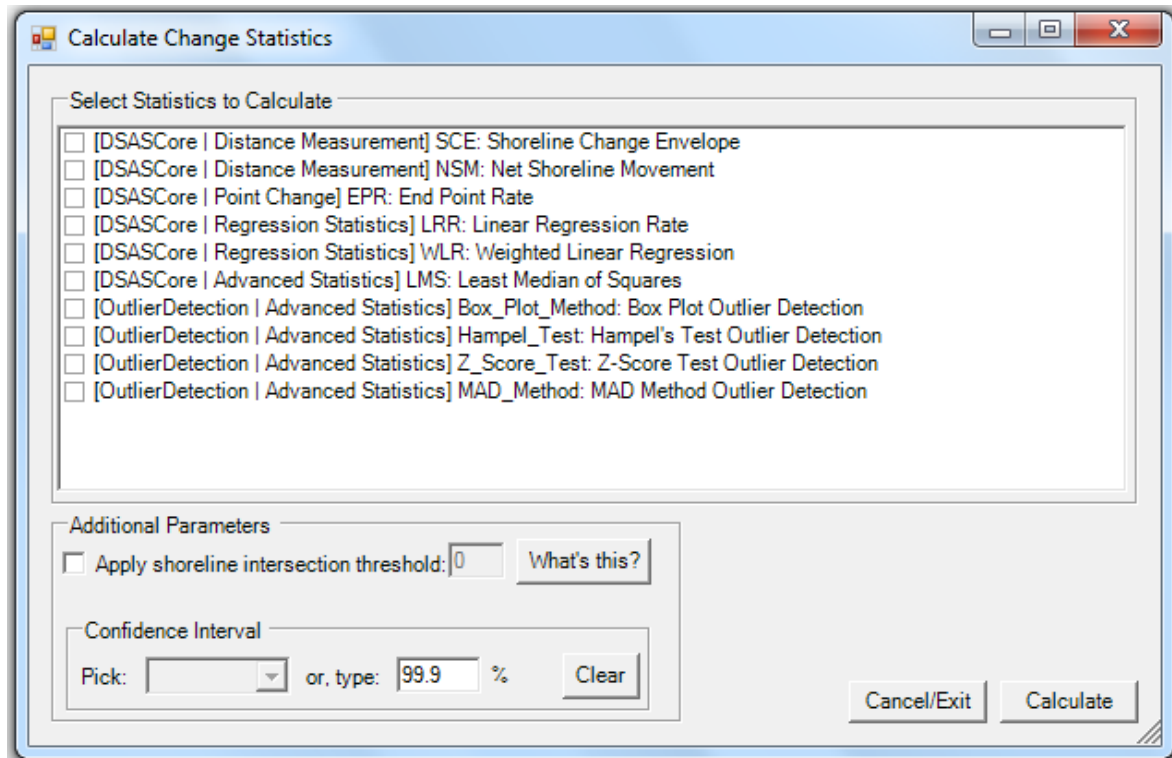 Calculate Change Statistics
Select Statistics to Calculate
[DSASCore | Distance Measurement] SCE: Shoreline Change Envelope
[DSASCore | Distance Measurement] NSM: Net Shoreline Movement
[DSASCore | Point Change] EPR: End Point Rate
[DSASCore | Regression Statistics] LRR: Linear Regression Rate
[DSASCore | Regression Statistics] WLR: Weighted Linear Regression
[DSASCore | Advanced Statistics] LMS: Least Median of Squares
[OutlierDetection | Advanced Statistics] Box_Plot_Method: Box Plot Outlier Detection
[OutlierDetection | Advanced Statistics] Hampel_Test: Hampel's Test Outlier Detection
[OutlierDetection | Advanced Statistics] Z_Score_Test: Z-Score Test Outlier Detection
[OutlierDetection | Advanced Statistics] MAD_Method: MAD Method Outlier Detection
Additional Parameters
Apply shoreline intersection threshold: 0 What's this?
Confidence Interval
Pick: or, type: 99.9 % Clear
Cancel/Exit Calculate